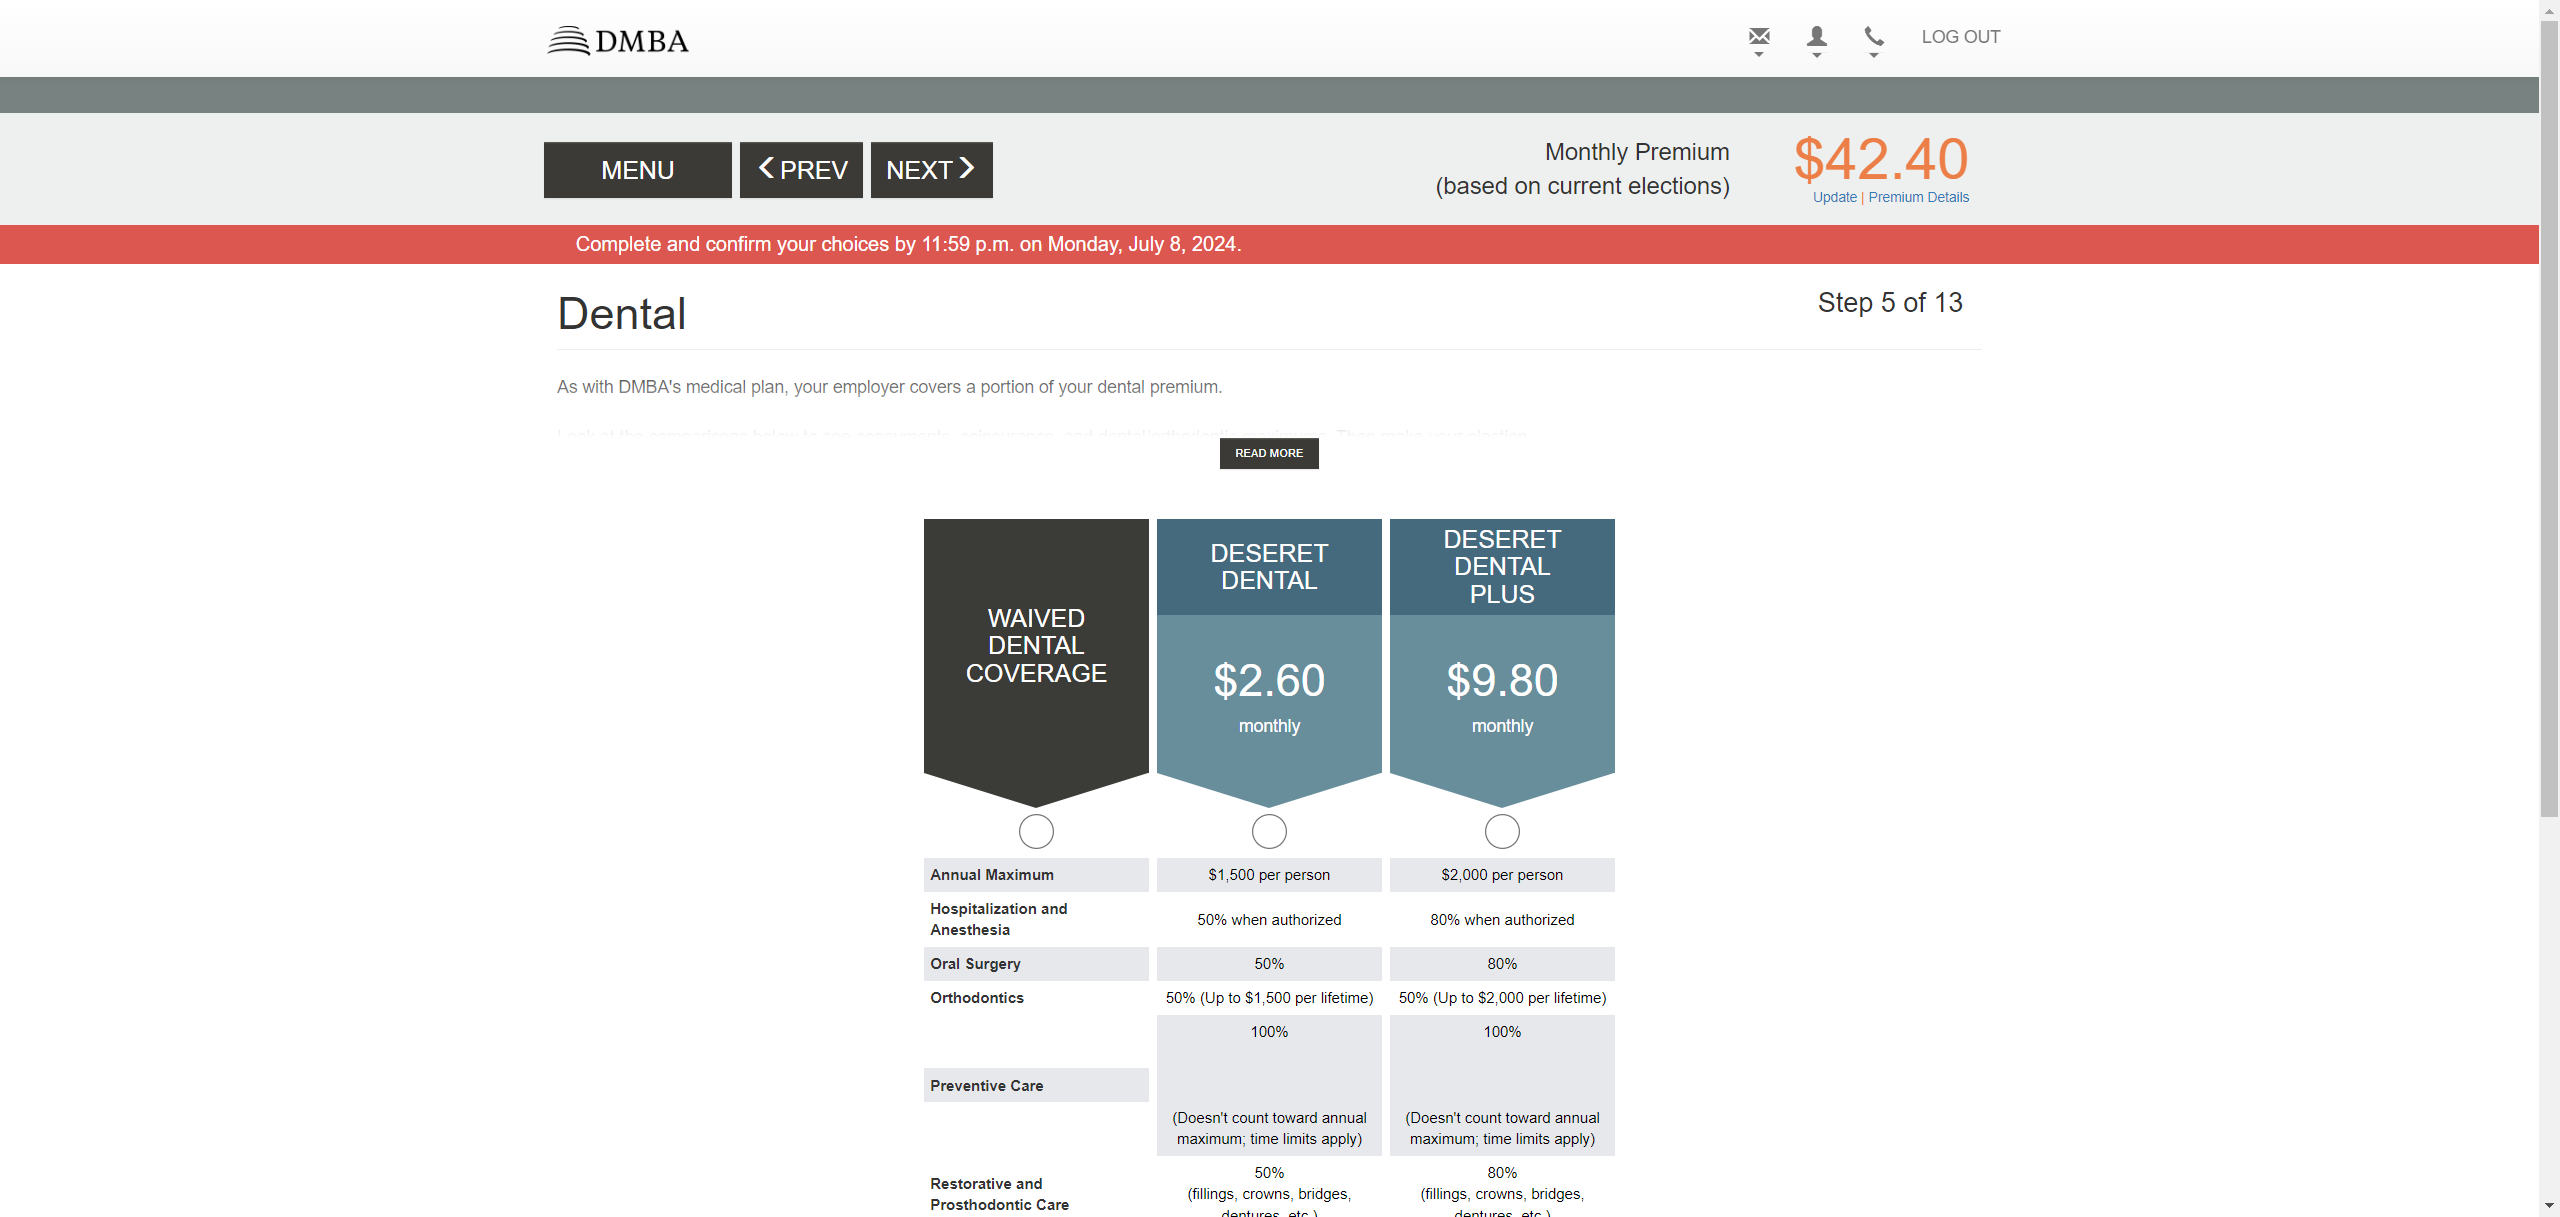 DMBA
LOG OUT
MENU
PREV
NEXT
Monthly Premium
(based on current elections)
$42.40
Update | Premium Details
Complete and confirm your choices by 11:59 p.m. on Monday, July 8, 2024.
Dental
Step 5 of 13
As with DMBA's medical plan, your employer covers a portion of your dental premium.
READ MORE
WAIVED
DENTAL
COVERAGE
DESERET
DENTAL
$2.60
monthly
DESERET
DENTAL
PLUS
$9.80
monthly
Annual Maximum
$1,500 per person
$2,000 per person
Hospitalization and
Anesthesia
50% when authorized
80% when authorized
Oral Surgery
50%
80%
Orthodontics
50% (Up to $1,500 per lifetime)
50% (Up to $2,000 per lifetime)
Preventive Care
100%
(Doesn't count toward annual
maximum; time limits apply)
100%
(Doesn't count toward annual
maximum; time limits apply)
Restorative and
Prosthodontic Care
50%
(fillings, crowns, bridges,
dentures, etc.)
80%
(fillings, crowns, bridges,
dentures, etc.)